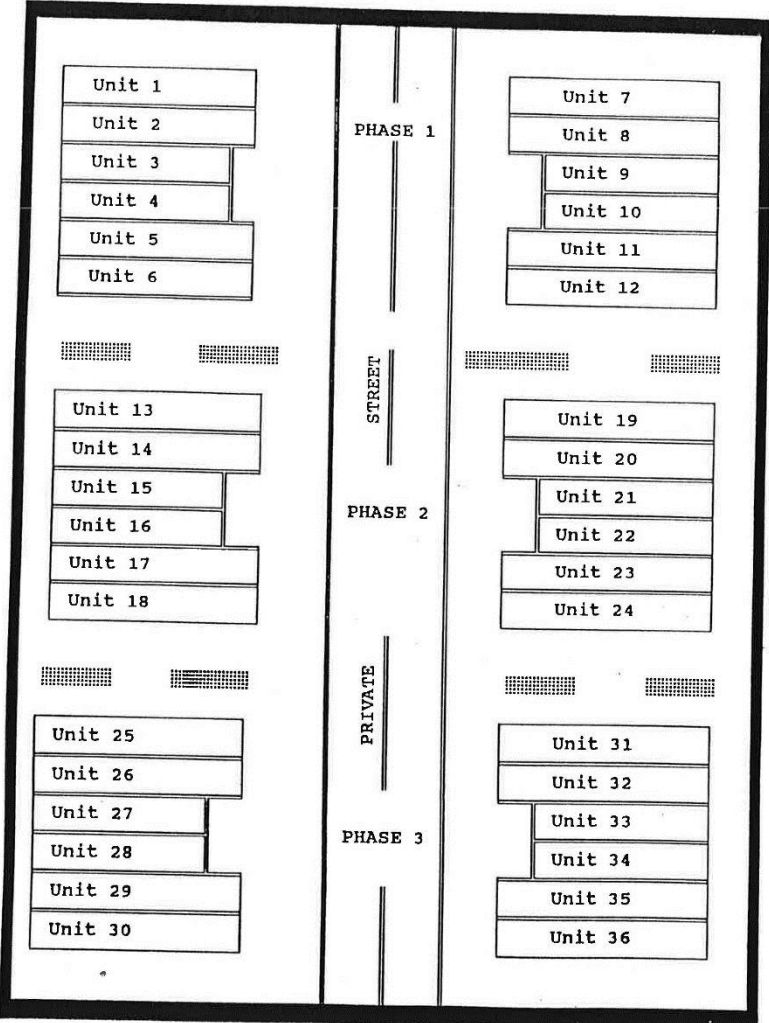 Unit 1
Unit 2
Unit 3
Unit 4
Unit 5
Unit 6
PHASE 1
Unit 7
Unit 8
Unit 9
Unit 10
Unit 11
Unit 12
STREET
Unit 13
Unit 14
Unit 15
Unit 16
Unit 17
Unit 18
PHASE 2
Unit 19
Unit 20
Unit 21
Unit 22
Unit 23
Unit 24
PRIVATE
Unit 25
Unit 26
Unit 27
Unit 28
Unit 29
Unit 30
PHASE 3
Unit 31
Unit 32
Unit 33
Unit 34
Unit 35
Unit 36